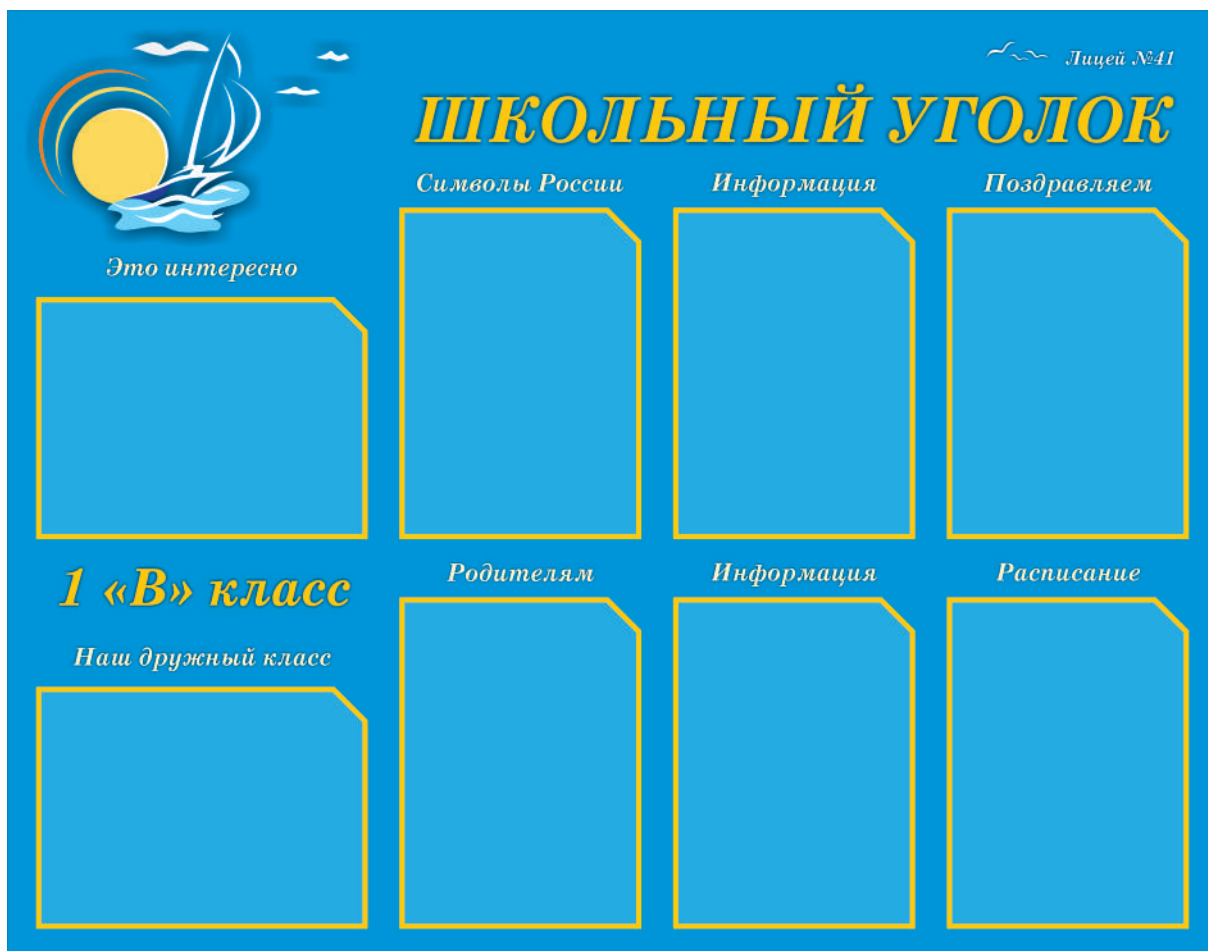 Лицей №41
ШКОЛЬНЫЙ УГОЛОК
Символы России
Информация
Поздравляем
Это интересно
1 «В» класс
Наш дружный класс
Родителям
Информация
Расписание